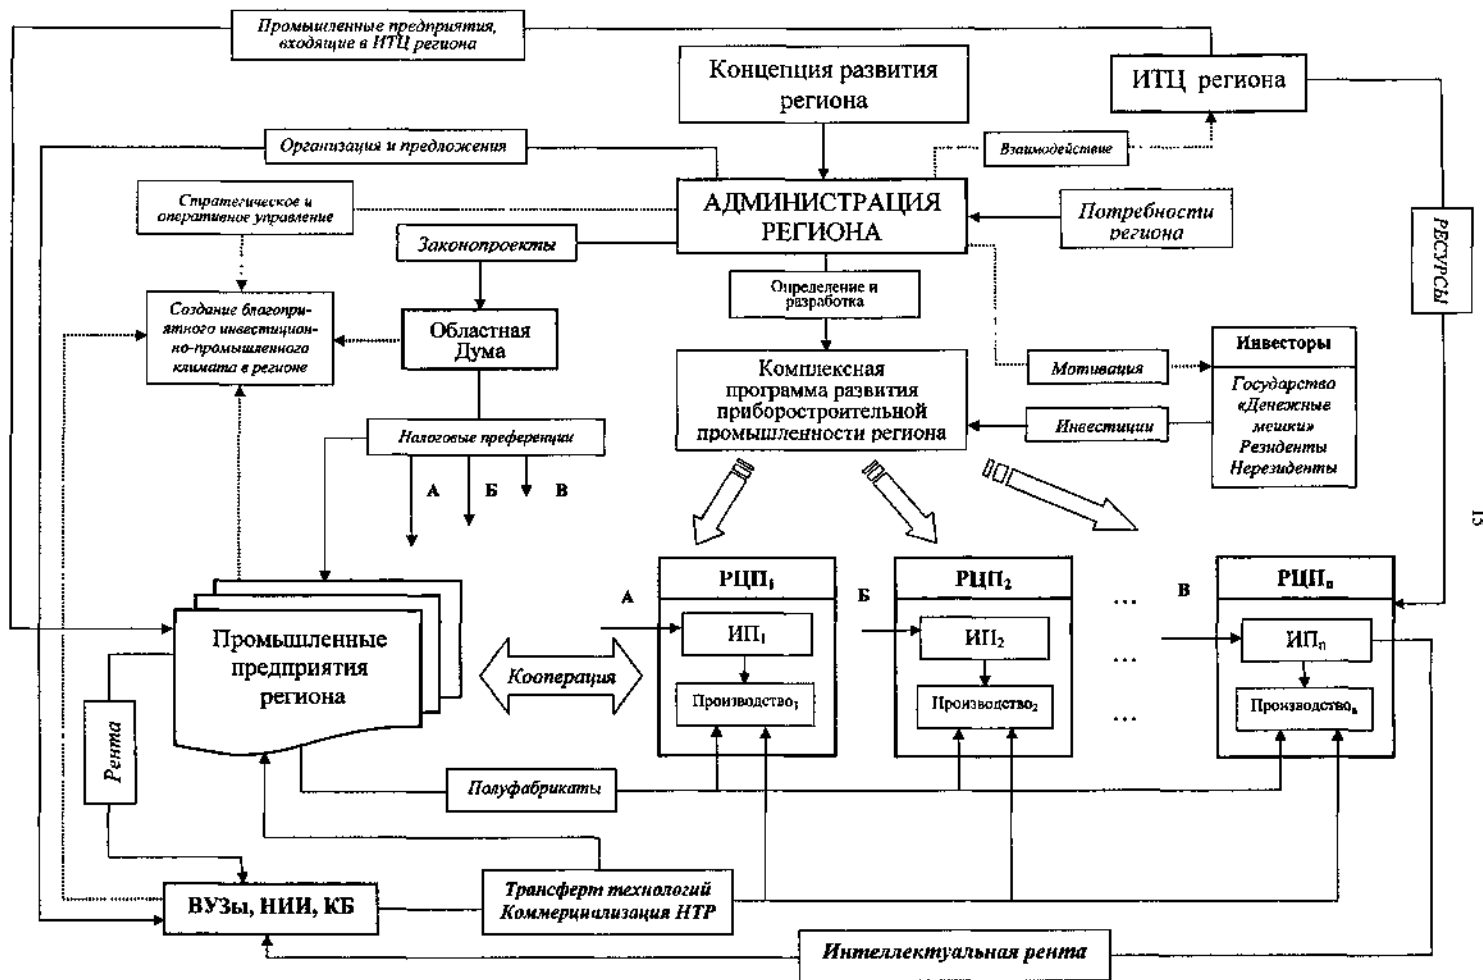 Промышленные предприятия,
входящие в ИТЦ региона
Концепция развития
региона
ИТЦ региона
Организация и предложения
Взаимодействие
Стратегическое и
оперативное управление
АДМИНИСТРАЦИЯ
РЕГИОНА
Потребности
региона
РЕСУРСЫ
Законопроекты
Определение и
разработка
Создание благопри-
ятного инвестицион-
но-промышленного
климата в регионе
Областная
Дума
Комплексная
программа развития
приборостроительной
промышленности региона
Мотивация
Инвестиции
Инвесторы
Государство
«Денежные
мешки»
Резиденты
Нерезиденты
Налоговые преференции
А Б В
15
РЦП₁
РЦП₂
РЦПₙ
А
Б
В
...
...
...
ИП₁
ИП₂
ИПₙ
Производство₁
Производство₂
Производствоₙ
Промышленные
предприятия
региона
Кооперация
Рента
Полуфабрикаты
ВУЗы, НИИ, КБ
Трансферт технологий
Коммерциализация НТР
Интеллектуальная рента